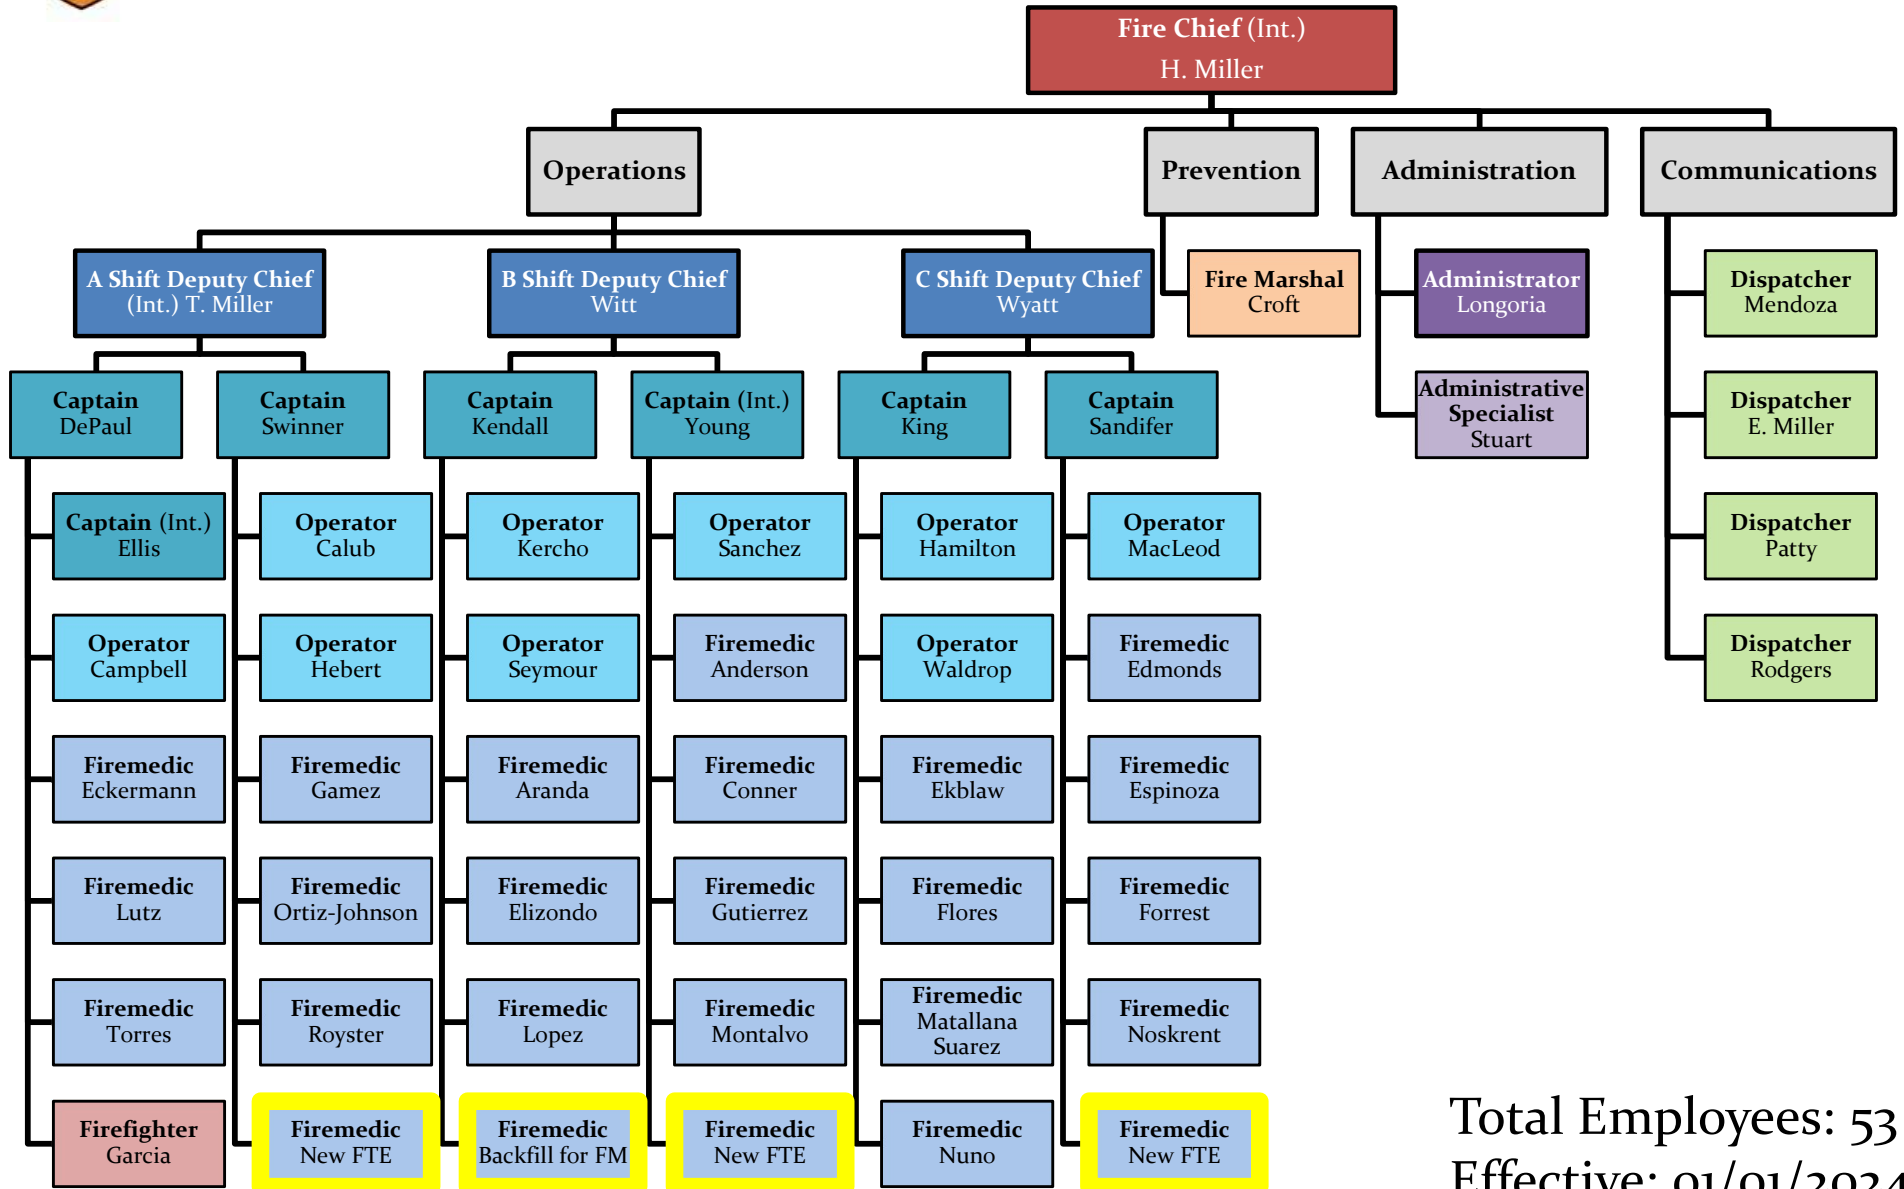 Fire Chief (Int.)
H. Miller
Operations
Prevention
Administration
Communications
A Shift Deputy Chief
(Int.) T. Miller
B Shift Deputy Chief
Witt
C Shift Deputy Chief
Wyatt
Fire Marshal
Croft
Administrator
Longoria
Dispatcher
Mendoza
Captain
DePaul
Captain
Swinner
Captain
Kendall
Captain (Int.)
Young
Captain
King
Captain
Sandifer
Administrative
Specialist
Stuart
Dispatcher
E. Miller
Captain (Int.)
Ellis
Operator
Calub
Operator
Kercho
Operator
Sanchez
Operator
Hamilton
Operator
MacLeod
Dispatcher
Patty
Operator
Campbell
Operator
Hebert
Operator
Seymour
Firemedic
Anderson
Operator
Waldrop
Firemedic
Edmonds
Dispatcher
Rodgers
Firemedic
Eckermann
Firemedic
Gamez
Firemedic
Aranda
Firemedic
Conner
Firemedic
Ekblaw
Firemedic
Espinoza
Firemedic
Lutz
Firemedic
Ortiz-Johnson
Firemedic
Elizondo
Firemedic
Gutierrez
Firemedic
Flores
Firemedic
Forrest
Firemedic
Torres
Firemedic
Royster
Firemedic
Lopez
Firemedic
Montalvo
Firemedic
Matallana
Suarez
Firemedic
Noskrent
Firefighter
Garcia
Firemedic
New FTE
Firemedic
Backfill for FM
Firemedic
New FTE
Firemedic
Nuno
Firemedic
New FTE
Total Employees: 53
Effective: 01/01/2024